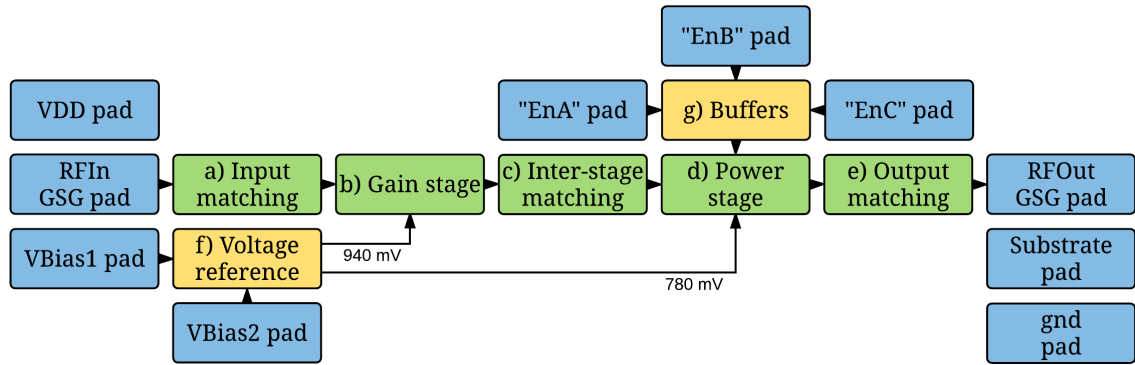 "EnB" pad
VDD pad
"EnA" pad
g) Buffers
"EnC" pad
RFIn
GSG pad
a) Input
matching
b) Gain stage
c) Inter-stage
matching
d) Power
stage
e) Output
matching
RFOut
GSG pad
VBias1 pad
f) Voltage
reference
940 mV
780 mV
Substrate
pad
VBias2 pad
gnd
pad